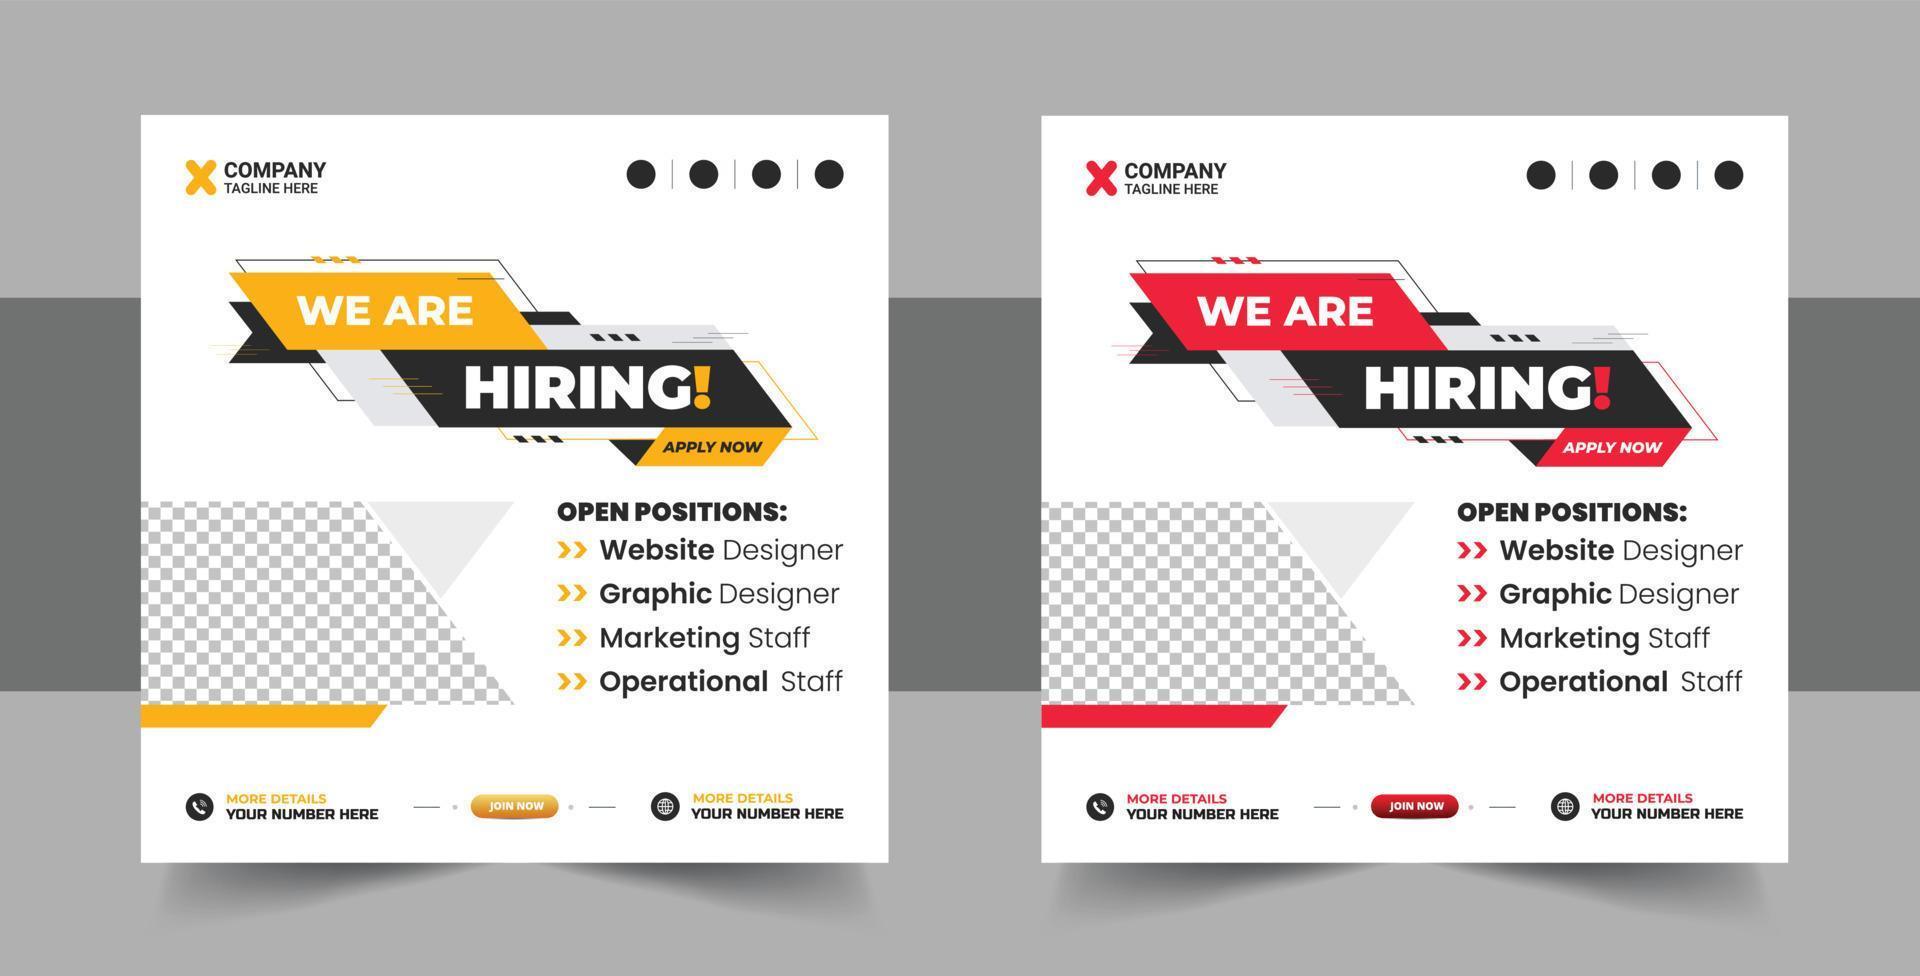 COMPANY
TAGLINE HERE
WE ARE
HIRING!
APPLY NOW
OPEN POSITIONS:
Website Designer
Graphic Designer
Marketing Staff
Operational Staff
MORE DETAILS
YOUR NUMBER HERE
JOIN NOW
MORE DETAILS
YOUR NUMBER HERE
COMPANY
TAGLINE HERE
WE ARE
HIRING!
APPLY NOW
OPEN POSITIONS:
Website Designer
Graphic Designer
Marketing Staff
Operational Staff
MORE DETAILS
YOUR NUMBER HERE
JOIN NOW
MORE DETAILS
YOUR NUMBER HERE